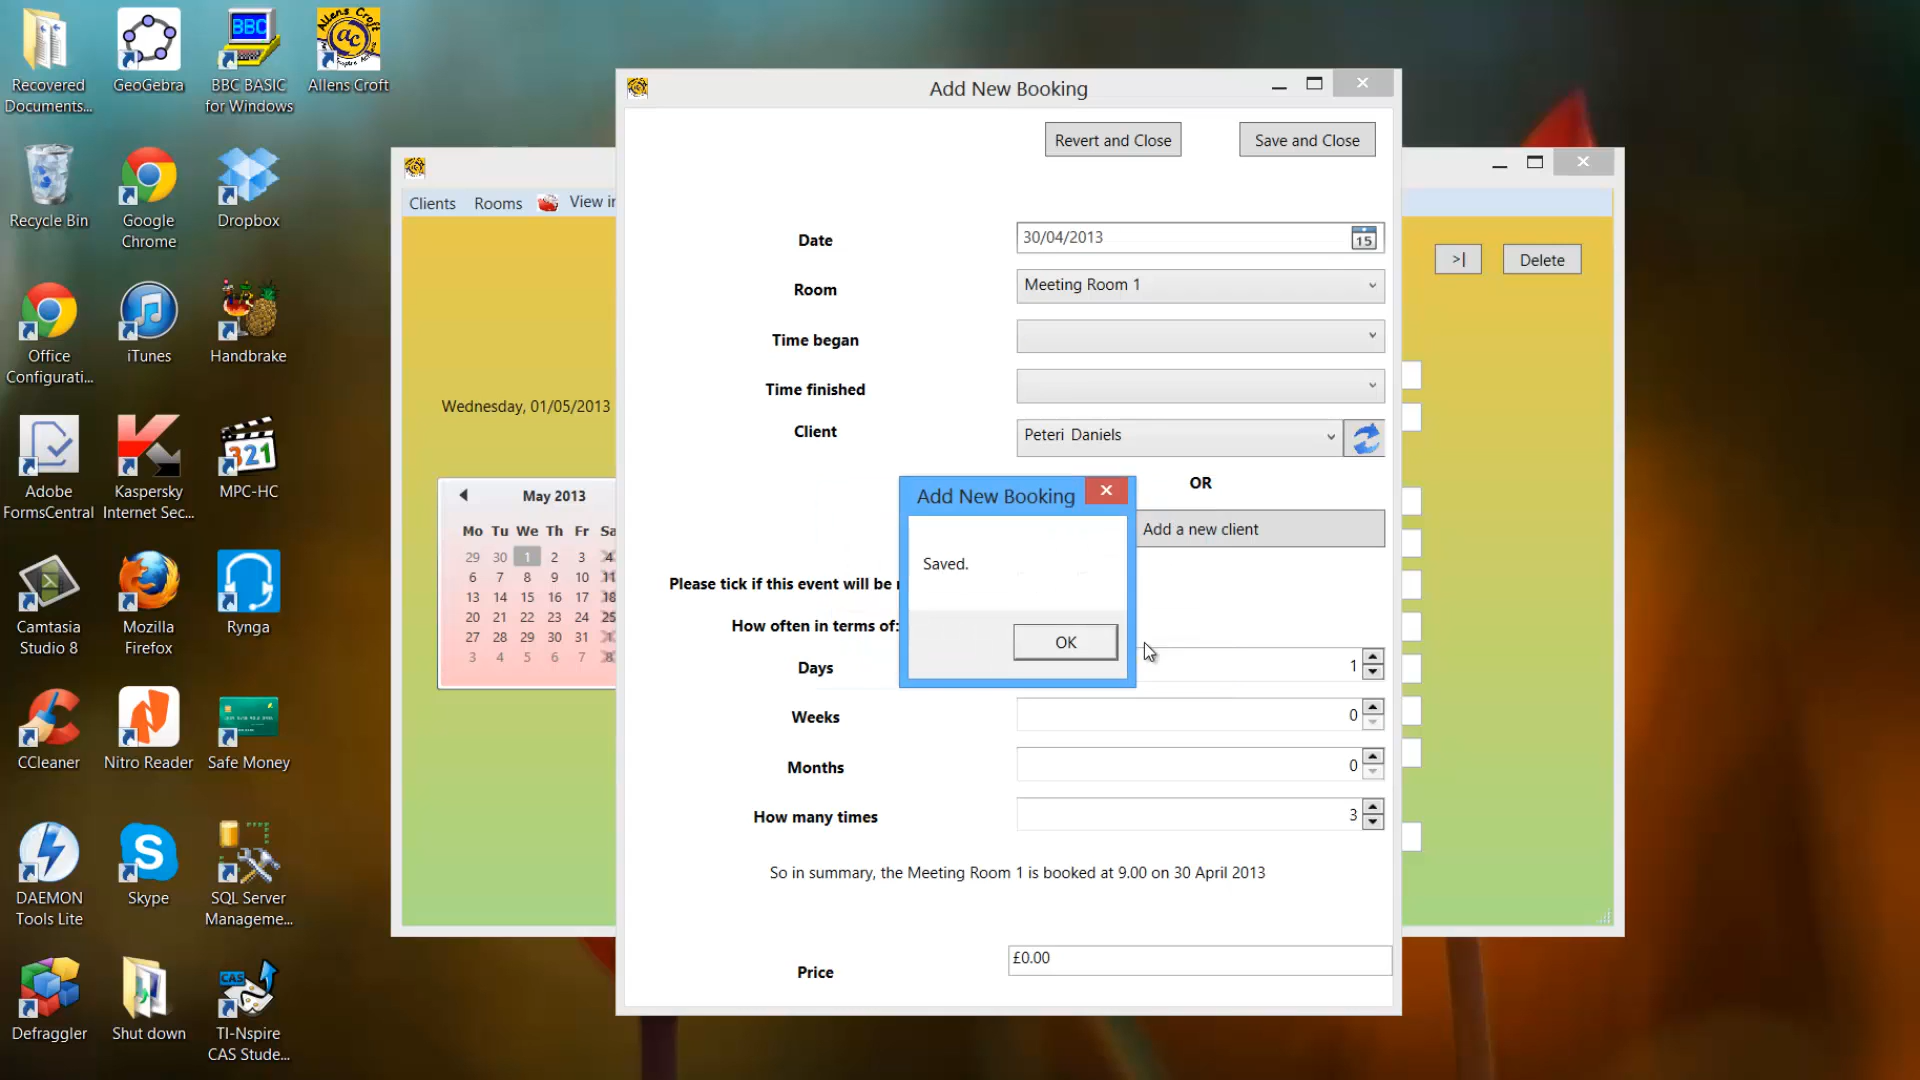 Recovered
Documents...
GeoGebra
BBC BASIC
for Windows
Allens Croft
Recycle Bin
Google
Chrome
Dropbox
Office
Configurati...
iTunes
Handbrake
Adobe
FormsCentral
Kaspersky
Internet Sec...
MPC-HC
Camtasia
Studio 8
Mozilla
Firefox
Rynga
CCleaner
Nitro Reader
Safe Money
DAEMON
Tools Lite
Skype
SQL Server
Manageme...
Defraggler
Shut down
TI-Nspire
CAS Stude...
Clients
Rooms
View in
>|
Delete
Wednesday, 01/05/2013
May 2013
Mo Tu We Th Fr Sa
29 30 1 2 3 4
6 7 8 9 10 11
13 14 15 16 17 18
20 21 22 23 24 25
27 28 29 30 31 1
3 4 5 6 7 8
Add New Booking
Revert and Close
Save and Close
Date
30/04/2013
15
Room
Meeting Room 1
Time began
Time finished
Client
Peteri Daniels
OR
Add a new client
Please tick if this event will be
How often in terms of:
Days
1
Weeks
0
Months
0
How many times
3
So in summary, the Meeting Room 1 is booked at 9.00 on 30 April 2013
Price
£0.00
Add New Booking
Saved.
OK